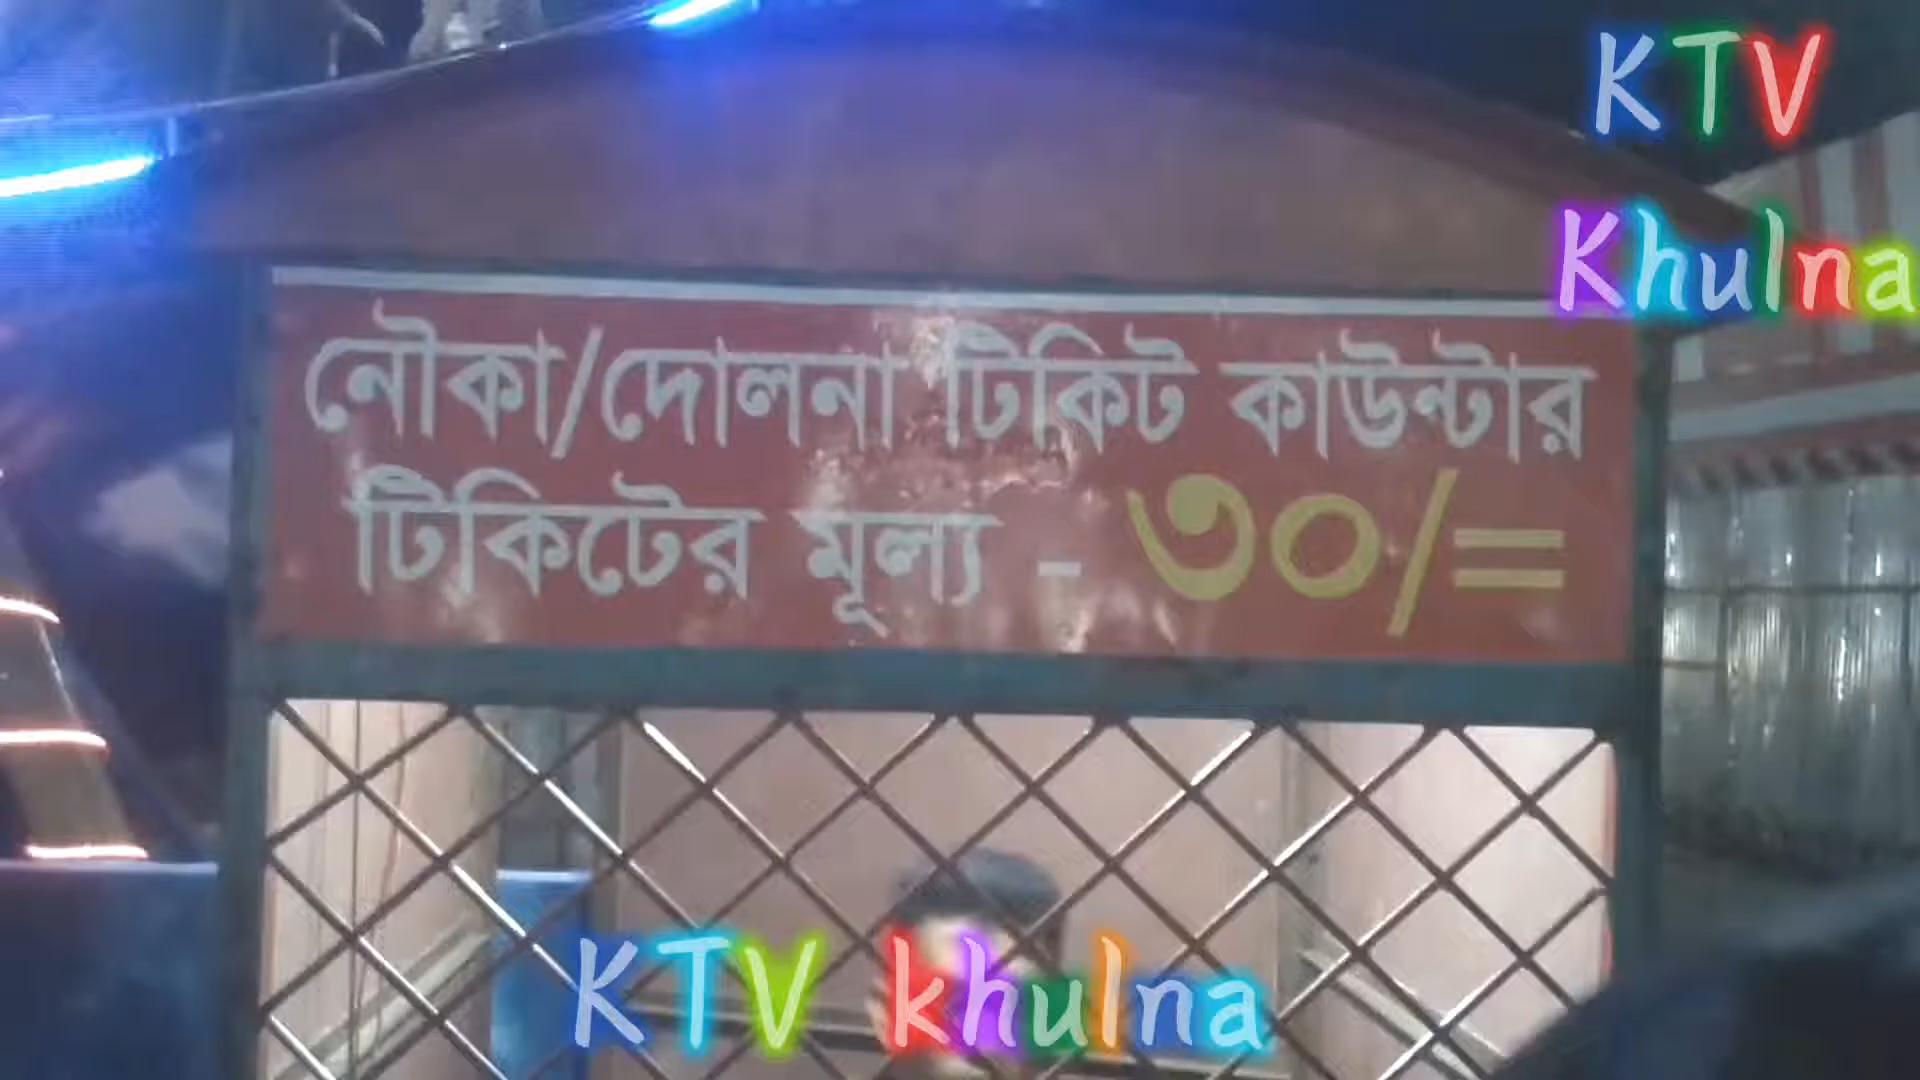 KTV
Khulna
নৌকা/দোলনা টিকিট কাউন্টার
টিকিটের মূল্য - ৩০/=
KTV khulna